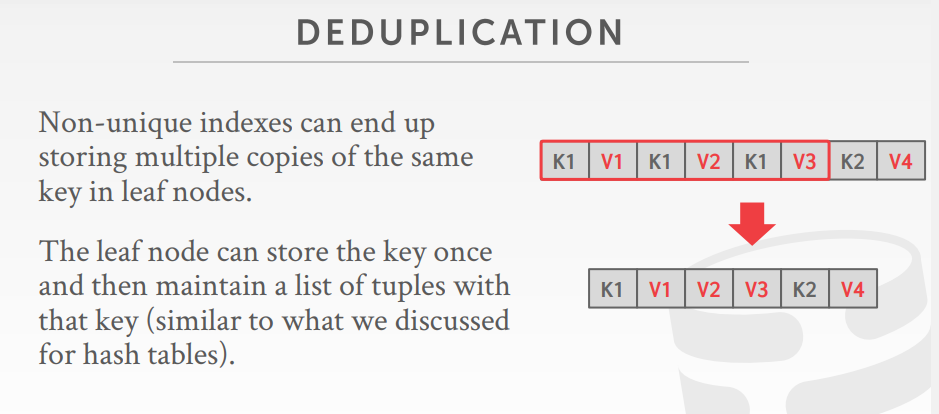 DEDUPLICATION
Non-unique indexes can end up
storing multiple copies of the same
key in leaf nodes.
K1 V1 K1 V2 K1 V3 K2 V4
The leaf node can store the key once
and then maintain a list of tuples with
that key (similar to what we discussed
for hash tables).
K1 V1 V2 V3 K2 V4